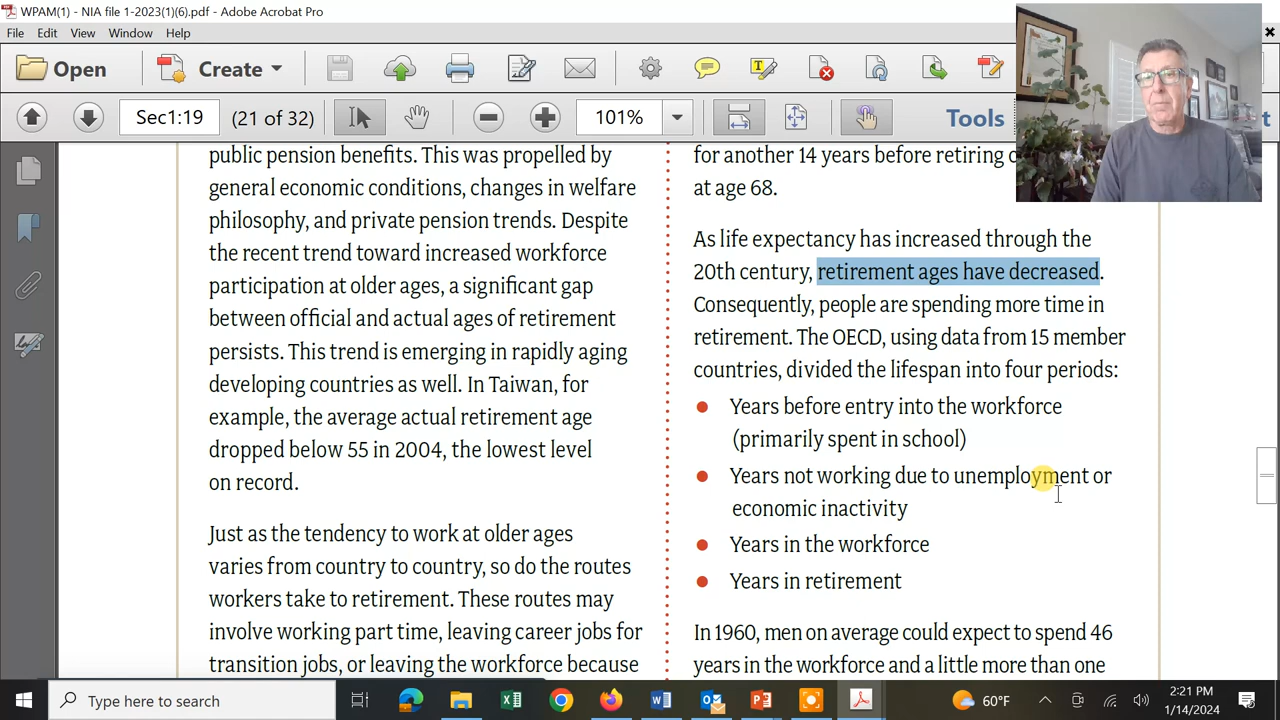 WPAM(1) - NIA file 1-2023(1)(6).pdf - Adobe Acrobat Pro
File Edit View Window Help
Open Create
Sec1:19 (21 of 32) 101% Tools
public pension benefits. This was propelled by
general economic conditions, changes in welfare
philosophy, and private pension trends. Despite
the recent trend toward increased workforce
participation at older ages, a significant gap
between official and actual ages of retirement
persists. This trend is emerging in rapidly aging
developing countries as well. In Taiwan, for
example, the average actual retirement age
dropped below 55 in 2004, the lowest level
on record.
Just as the tendency to work at older ages
varies from country to country, so do the routes
workers take to retirement. These routes may
involve working part time, leaving career jobs for
transition jobs, or leaving the workforce because
for another 14 years before retiring
at age 68.
As life expectancy has increased through the
20th century, retirement ages have decreased.
Consequently, people are spending more time in
retirement. The OECD, using data from 15 member
countries, divided the lifespan into four periods:
Years before entry into the workforce
(primarily spent in school)
Years not working due to unemployment or
economic inactivity
Years in the workforce
Years in retirement
In 1960, men on average could expect to spend 46
years in the workforce and a little more than one
Type here to search
60°F
2:21 PM
1/14/2024